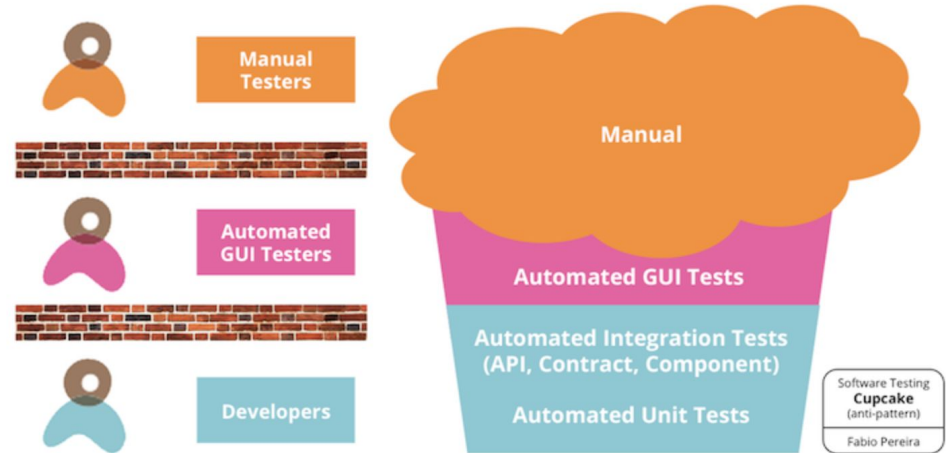 Manual
Testers
Manual
Automated
GUI Testers
Automated GUI Tests
Automated Integration Tests
(API, Contract, Component)
Developers
Automated Unit Tests
Software Testing
Cupcake
(anti-pattern)
Fabio Pereira